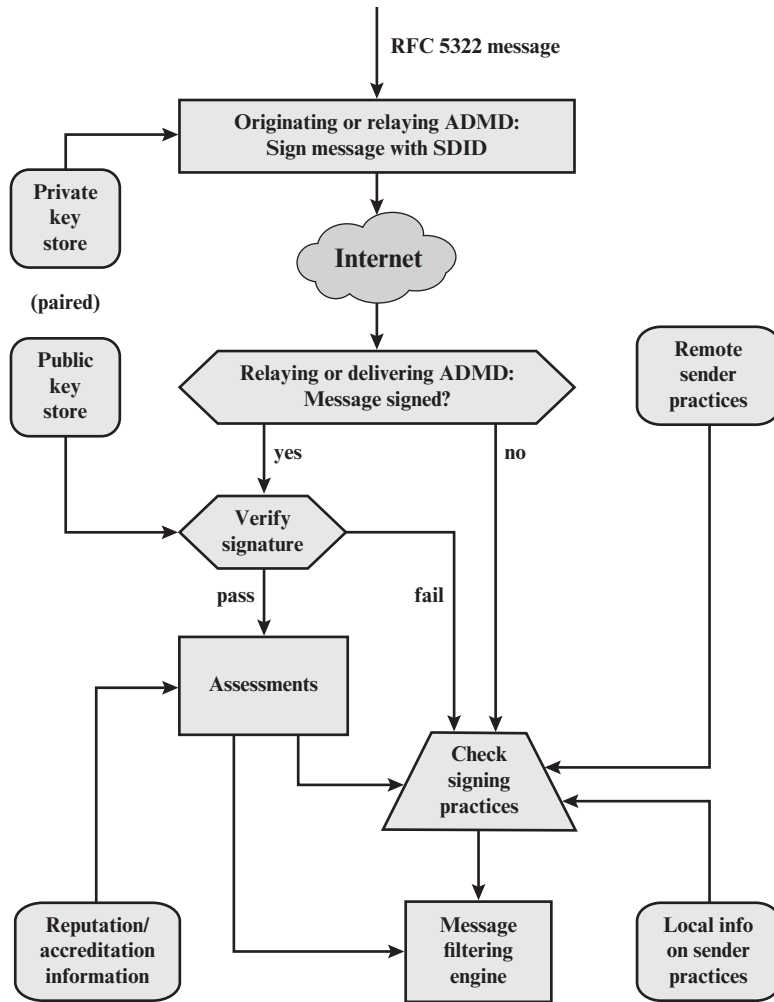 RFC 5322 message
Originating or relaying ADMD:
Sign message with SDID
Private
key
store
Internet
(paired)
Public
key
store
Relaying or delivering ADMD:
Message signed?
Remote
sender
practices
yes
no
Verify
signature
pass
fail
Assessments
Check
signing
practices
Reputation/
accreditation
information
Message
filtering
engine
Local info
on sender
practices